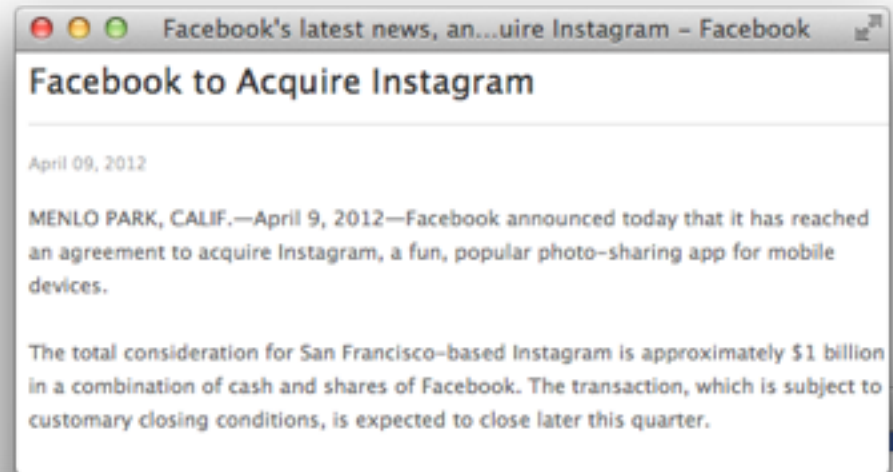 Facebook's latest news, an...uire Instagram – Facebook
Facebook to Acquire Instagram
April 09, 2012
MENLO PARK, CALIF.—April 9, 2012—Facebook announced today that it has reached
an agreement to acquire Instagram, a fun, popular photo-sharing app for mobile
devices.
The total consideration for San Francisco-based Instagram is approximately $1 billion
in a combination of cash and shares of Facebook. The transaction, which is subject to
customary closing conditions, is expected to close later this quarter.